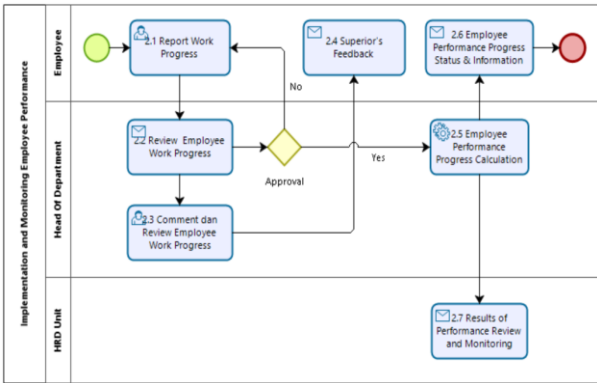 Implementation and Monitoring Employee Performance
Employee
2.1 Report Work
Progress
2.4 Superior's
Feedback
2.6 Employee
Performance Progress
Status & Information
No
Head Of Department
2.2 Review Employee
Work Progress
Approval
Yes
2.5 Employee
Performance
Progress Calculation
2.3 Comment dan
Review Employee
Work Progress
HRD Unit
2.7 Results of
Performance Review
and Monitoring